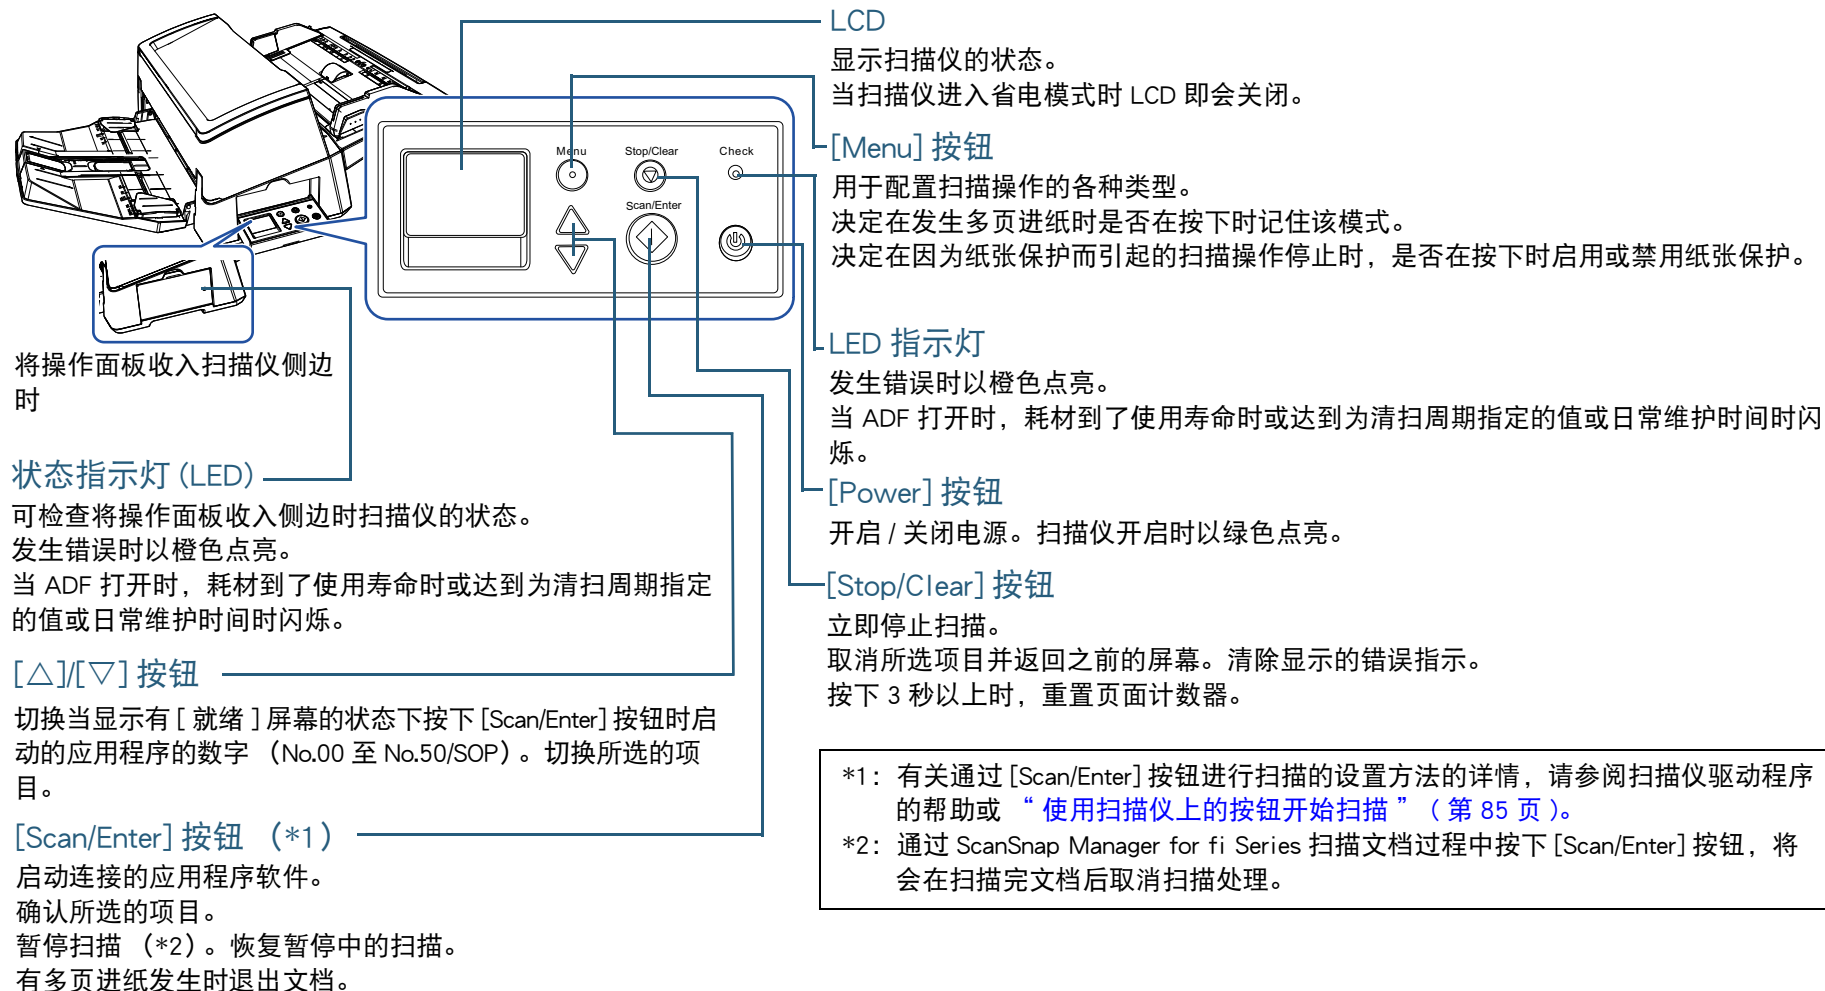 Menu
Stop/Clear
Check
Scan/Enter
LCD
显示扫描仪的状态。
当扫描仪进入省电模式时 LCD 即会关闭。
[Menu] 按钮
用于配置扫描操作的各种类型。
决定在发生多页进纸时是否在按下时记住该模式。
决定在因为纸张保护而引起的扫描操作停止时，是否在按下时启用或禁用纸张保护。
LED 指示灯
发生错误时以橙色点亮。
当 ADF 打开时，耗材到了使用寿命时或达到为清扫周期指定的值或日常维护时间时闪
烁。
[Power] 按钮
开启 / 关闭电源。扫描仪开启时以绿色点亮。
[Stop/Clear] 按钮
立即停止扫描。
取消所选项目并返回之前的屏幕。清除显示的错误指示。
按下 3 秒以上时，重置页面计数器。
将操作面板收入扫描仪侧边
时
状态指示灯 (LED)
可检查将操作面板收入侧边时扫描仪的状态。
发生错误时以橙色点亮。
当 ADF 打开时，耗材到了使用寿命时或达到为清扫周期指定
的值或日常维护时间时闪烁。
[△]/[▽] 按钮
切换当显示有 [ 就绪 ] 屏幕的状态下按下 [Scan/Enter] 按钮时启
动的应用程序的数字 （No.00 至 No.50/SOP）。切换所选的项
目。
[Scan/Enter] 按钮 （*1）
启动连接的应用程序软件。
确认所选的项目。
暂停扫描 （*2）。恢复暂停中的扫描。
有多页进纸发生时退出文档。
*1：有关通过 [Scan/Enter] 按钮进行扫描的设置方法的详情，请参阅扫描仪驱动程序
的帮助或 “ 使用扫描仪上的按钮开始扫描 ” （ 第 85 页 ）。
*2：通过 ScanSnap Manager for fi Series 扫描文档过程中按下 [Scan/Enter] 按钮，将
会在扫描完文档后取消扫描处理。